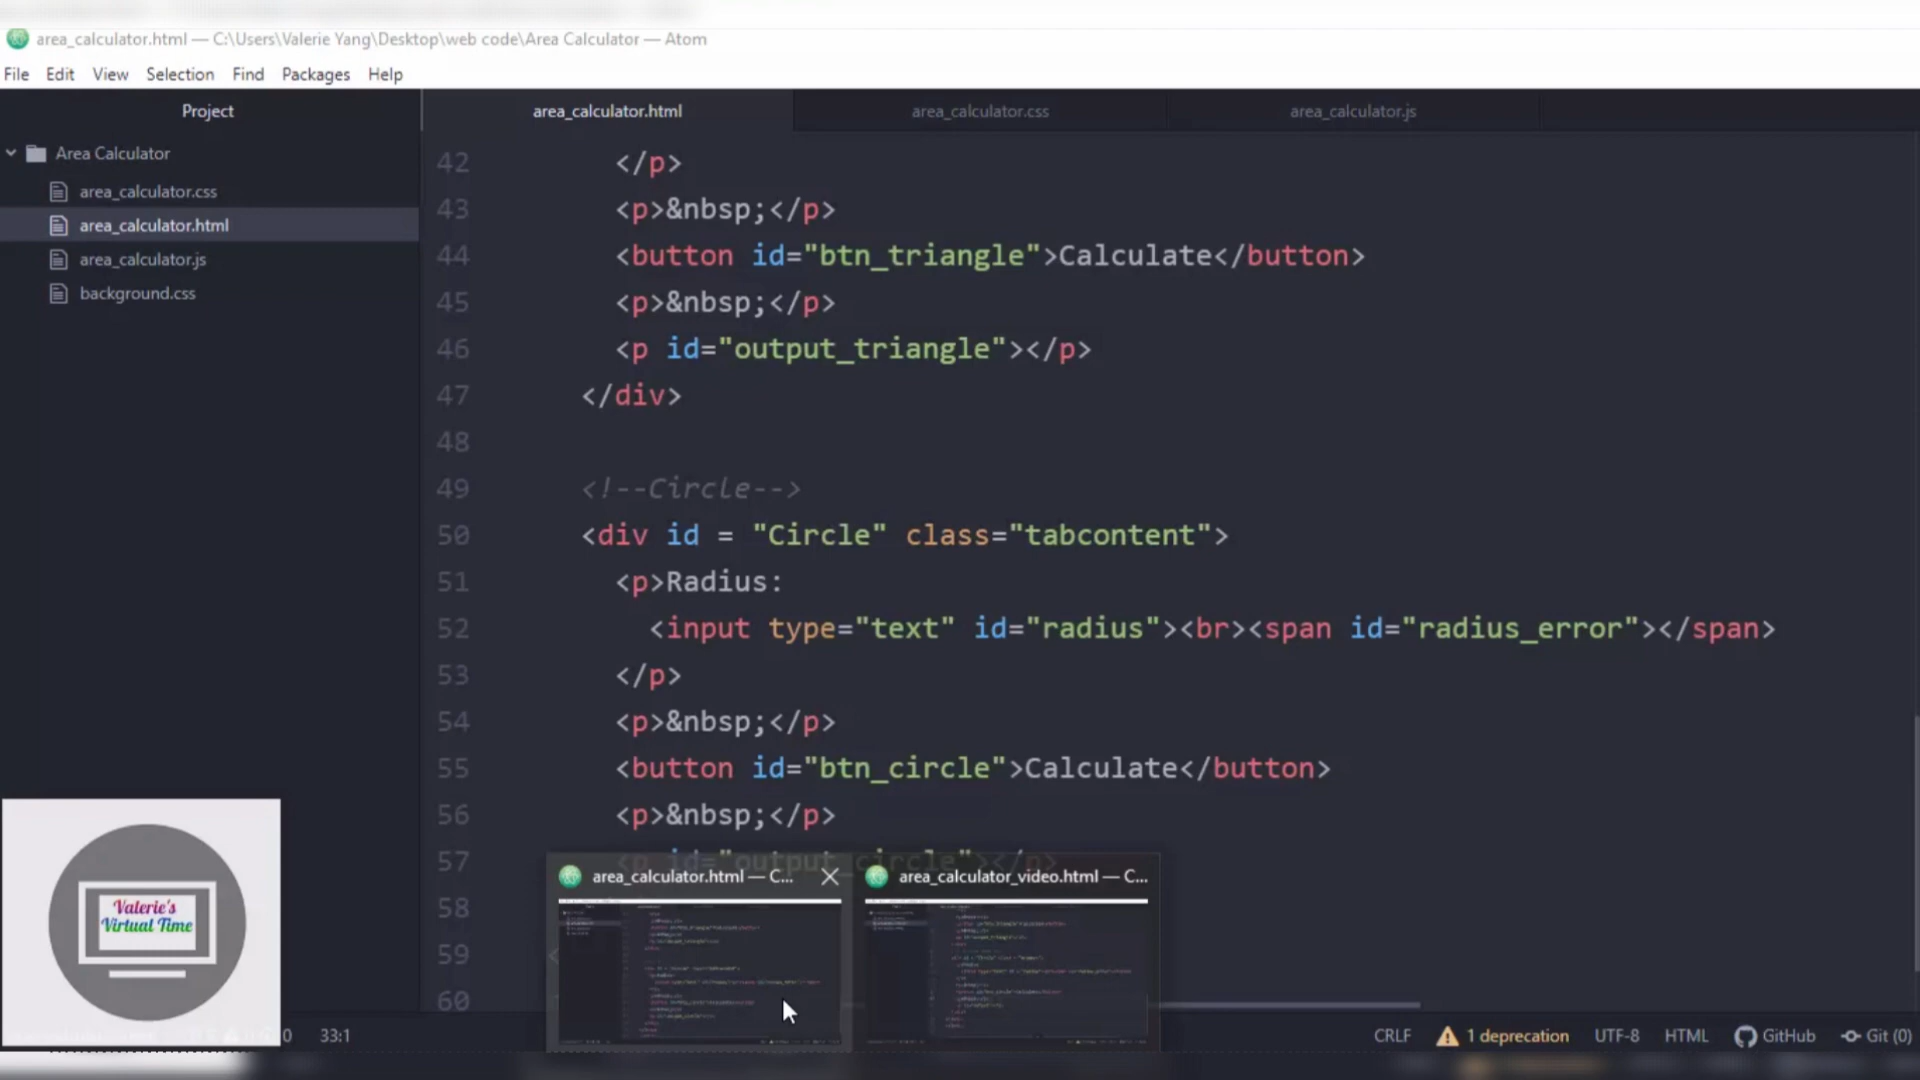 area_calculator.html — C:\Users\Valerie Yang\Desktop\web code\Area Calculator — Atom
File Edit View Selection Find Packages Help
Project
Area Calculator
area_calculator.css
area_calculator.html
area_calculator.js
background.css
area_calculator.html area_calculator.css area_calculator.js
42 </p>
43 <p>&nbsp;</p>
44 <button id="btn_triangle">Calculate</button>
45 <p>&nbsp;</p>
46 <p id="output_triangle"></p>
47 </div>
48
49 <!--Circle-->
50 <div id = "Circle" class="tabcontent">
51 <p>Radius:
52 <input type="text" id="radius"><br><span id="radius_error"></span>
53 </p>
54 <p>&nbsp;</p>
55 <button id="btn_circle">Calculate</button>
56 <p>&nbsp;</p>
57 <p id="output_circle"></p>
58
59 <
60
area_calculator.html — C...
area_calculator_video.html — C...
Valerie's
Virtual Time
0 33:1
CRLF 1 deprecation UTF-8 HTML GitHub Git (0)